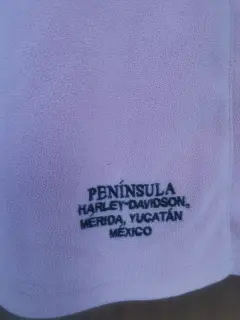 PENÍNSULA
HARLEY-DAVIDSON,
MERIDA, YUCATÁN
MÉXICO